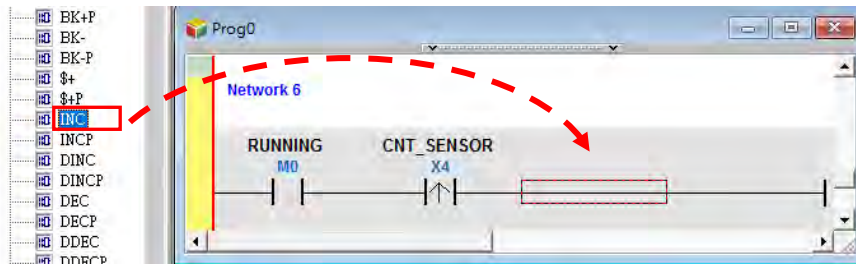 BK+P
BK-
BK-P
$+
$+P
INC
INCP
DINC
DINCP
DEC
DECP
DDEC
DDECP
Prog0
Network 6
RUNNING
M0
CNT_SENSOR
X4